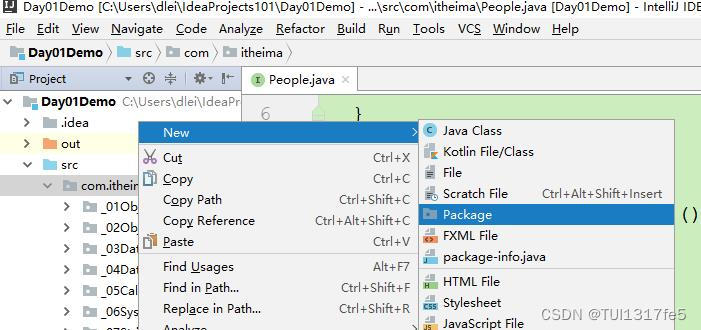 Day01Demo [C:\Users\dlei\IdeaProjects101\Day01Demo] - ...\src\com\itheima\People.java [Day01Demo] - IntelliJ IDE
File Edit View Navigate Code Analyze Refactor Build Run Tools VCS Window Help
Day01Demo src com itheima
Project
People.java
Day01Demo C:\Users\dlei\IdeaPro
6 }
.idea
out
src
com.itheima
_01Obj
_02Obj
_03Dat
_04Dat
_05Cal
_06Sys
New
Cut Ctrl+X
Copy Ctrl+C
Copy Path Ctrl+Shift+C
Copy Reference Ctrl+Alt+Shift+C
Paste Ctrl+V
Find Usages Alt+F7
Find in Path... Ctrl+Shift+F
Replace in Path... Ctrl+Shift+R
Analyze
Java Class
Kotlin File/Class
File
Scratch File Ctrl+Alt+Shift+Insert
Package
()
FXML File
package-info.java
HTML File
Stylesheet
JavaScript File
CSDN @TUI1317fe5